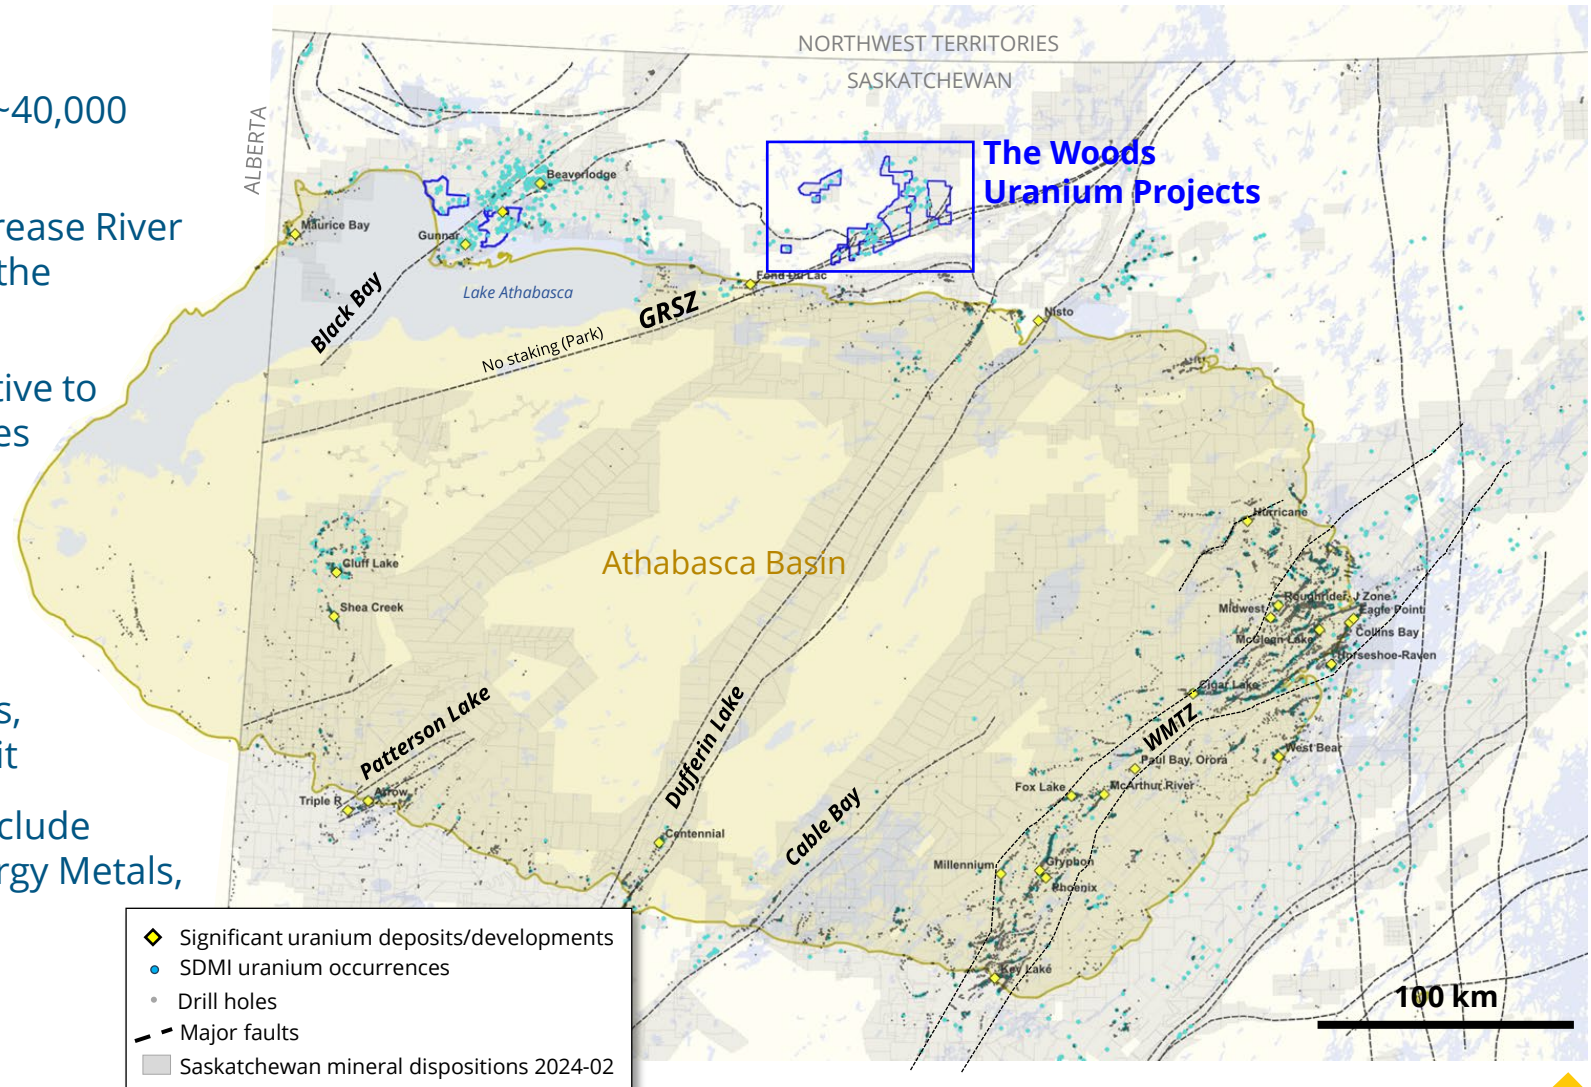 ~40,000
rease River
the
tive to
es
s,
it
clude
rgy Metals,
NORTHWEST TERRITORIES
SASKATCHEWAN
ALBERTA
The Woods
Uranium Projects
Beaverlodge
Maurice Bay
Gunnar
Lake Athabasca
Black Bay
GRSZ
No staking (Park)
Fond Du Lac
Nisto
Athabasca Basin
Cluff Lake
Shea Creek
Hurricane
Roughrider, J Zone
Midwest
Eagle Point
McClean Lake
Collins Bay
Horseshoe-Raven
Cigar Lake
WMTZ
West Bear
Patterson Lake
Dufferin Lake
Cable Bay
Paul Bay, Orora
Fox Lake
McArthur River
Triple R
Arrow
Centennial
Millennium
Gryphon
Phoenix
Key Lake
Significant uranium deposits/developments
SDMI uranium occurrences
Drill holes
Major faults
Saskatchewan mineral dispositions 2024-02
100 km